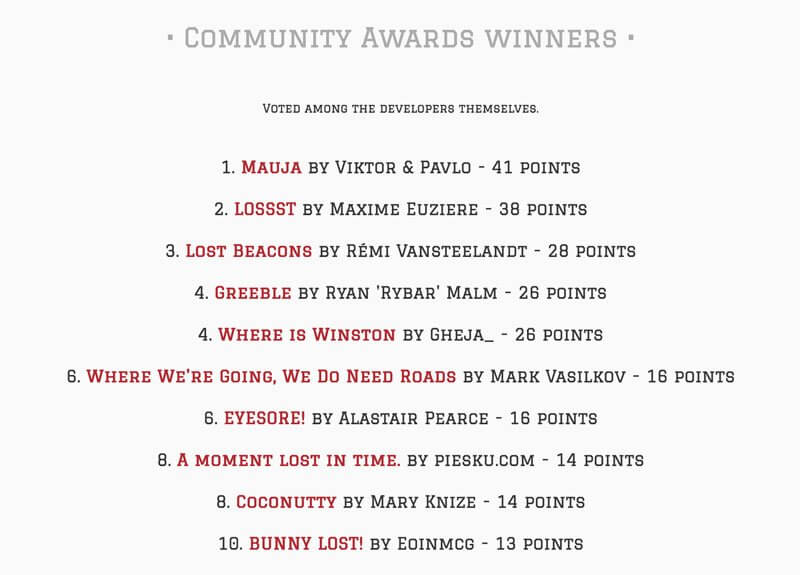 • Community Awards winners •
Voted among the developers themselves.
1. Mauja by Viktor & Pavlo - 41 points
2. LOSSST by Maxime Euziere - 38 points
3. Lost Beacons by Rémi Vansteelandt - 28 points
4. Greeble by Ryan 'Rybar' Malm - 26 points
4. Where is Winston by Gheja_ - 26 points
6. Where We're Going, We Do Need Roads by Mark Vasilkov - 16 points
6. EYESORE! by Alastair Pearce - 16 points
8. A moment lost in time. by piesku.com - 14 points
8. Coconutty by Mary Knize - 14 points
10. BUNNY LOST! by Eoinmcg - 13 points